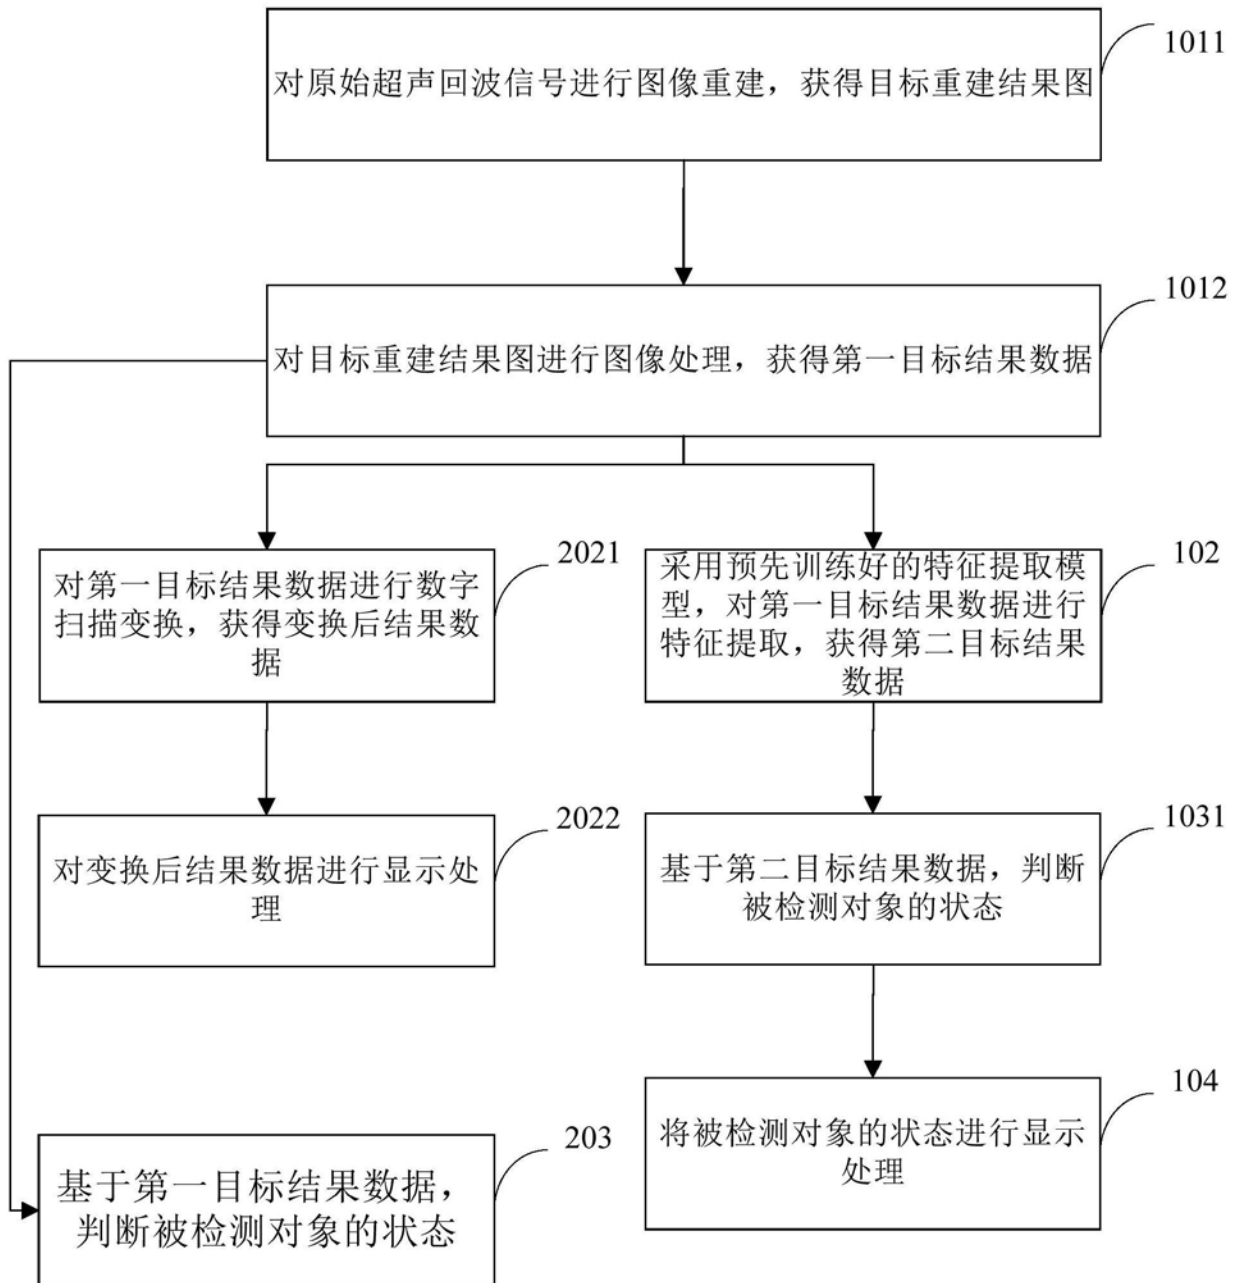 1011
对原始超声回波信号进行图像重建，获得目标重建结果图
1012
对目标重建结果图进行图像处理，获得第一目标结果数据
2021
对第一目标结果数据进行数字
扫描变换，获得变换后结果数
据
102
采用预先训练好的特征提取模
型，对第一目标结果数据进行
特征提取，获得第二目标结果
数据
2022
对变换后结果数据进行显示处
理
1031
基于第二目标结果数据，判断
被检测对象的状态
104
将被检测对象的状态进行显示
处理
203
基于第一目标结果数据，
判断被检测对象的状态